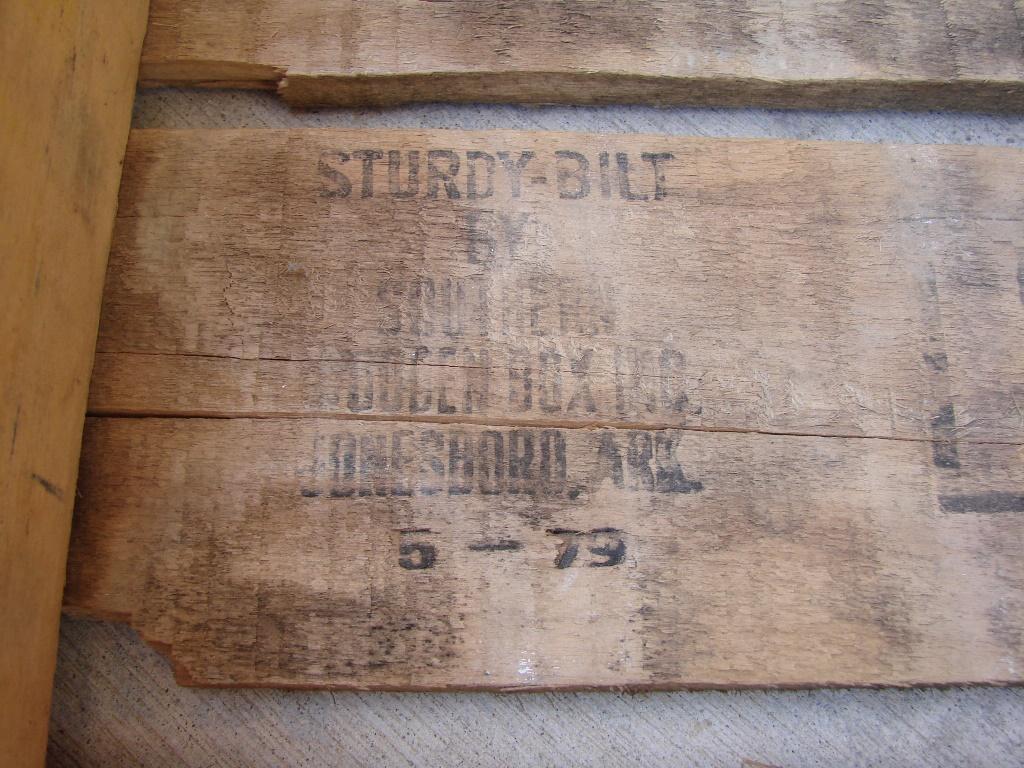 STURDY-BILT
BY
SOUTHERN
WOODEN BOX INC.
JONESBORO, ARK.
5 — 79